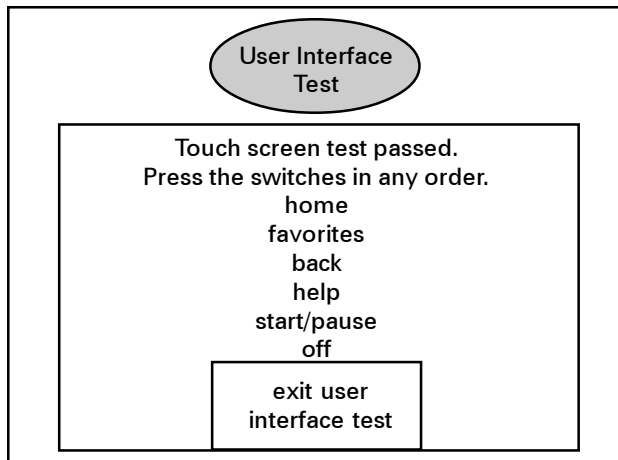 User Interface
Test
Touch screen test passed.
Press the switches in any order.
home
favorites
back
help
start/pause
off
exit user
interface test